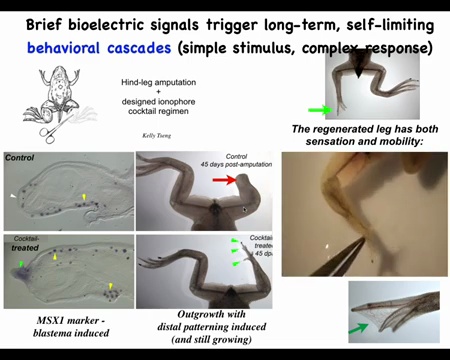 Brief bioelectric signals trigger long-term, self-limiting
behavioral cascades (simple stimulus, complex response)
Hind-leg amputation
+
designed ionophore
cocktail regimen
Kelly Tseng
The regenerated leg has both
sensation and mobility:
Control
Control
45 days post-amputation
Cocktail-
treated
Cocktail
treated
45 dpa
MSX1 marker -
blastema induced
Outgrowth with
distal patterning induced
(and still growing)